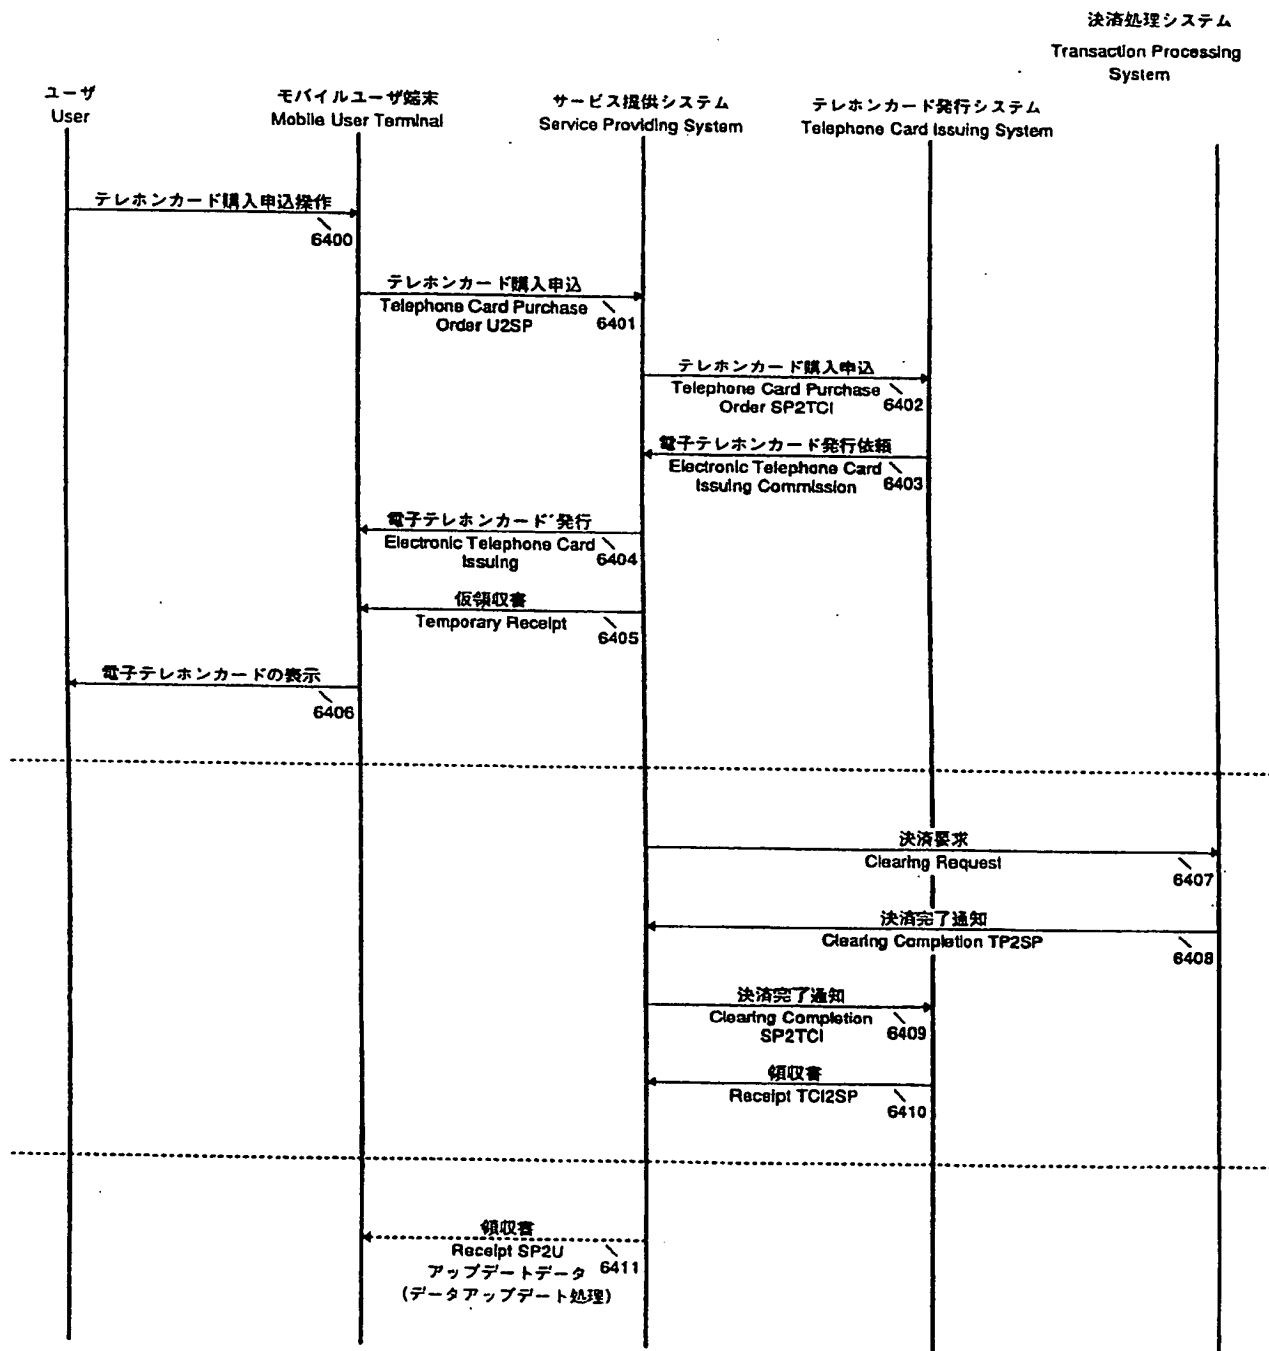 決済処理システム
Transaction Processing
System
ユーザ
User
モバイルユーザ端末
Mobile User Terminal
サービス提供システム
Service Providing System
テレホンカード発行システム
Telephone Card Issuing System
テレホンカード購入申込操作
6400
テレホンカード購入申込
Telephone Card Purchase
Order U2SP
6401
テレホンカード購入申込
Telephone Card Purchase
Order SP2TCI
6402
電子テレホンカード発行依頼
Electronic Telephone Card
Issuing Commission
6403
電子テレホンカード発行
Electronic Telephone Card
Issuing
6404
仮領収書
Temporary Receipt
6405
電子テレホンカードの表示
6406
決済要求
Clearing Request
6407
決済完了通知
Clearing Completion TP2SP
6408
決済完了通知
Clearing Completion
SP2TCI
6409
領収書
Receipt TCI2SP
6410
領収書
Receipt SP2U
6411
アップデートデータ
(データアップデート処理)